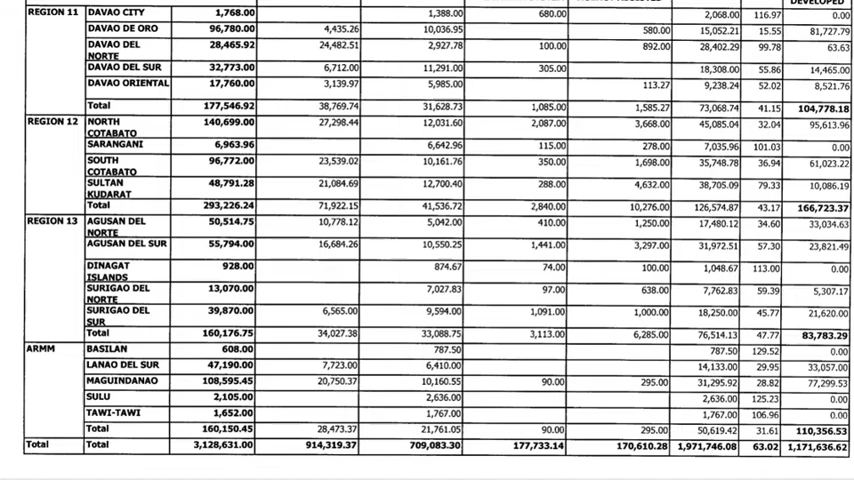 DEVELOPED
REGION 11 DAVAO CITY 1,768.00 1,388.00 680.00 2,068.00 116.97 0.00
DAVAO DE ORO 96,780.00 4,435.26 10,036.95 580.00 15,052.21 15.55 81,727.79
DAVAO DEL NORTE 28,465.92 24,482.51 2,927.78 100.00 892.00 28,402.29 99.78 63.63
DAVAO DEL SUR 32,773.00 6,712.00 11,291.00 305.00 18,308.00 55.86 14,465.00
DAVAO ORIENTAL 17,760.00 3,139.97 5,985.00 113.27 9,238.24 52.02 8,521.76
Total 177,546.92 38,769.74 31,628.73 1,085.00 1,585.27 73,068.74 41.15 104,778.18
REGION 12 NORTH COTABATO 140,699.00 27,298.44 12,031.60 2,087.00 3,668.00 45,085.04 32.04 95,613.96
SARANGANI 6,963.96 6,642.96 115.00 278.00 7,035.96 101.03 0.00
SOUTH COTABATO 96,772.00 23,539.02 10,161.76 350.00 1,698.00 35,748.78 36.94 61,023.22
SULTAN KUDARAT 48,791.28 21,084.69 12,700.40 288.00 4,632.00 38,705.09 79.33 10,086.19
Total 293,226.24 71,922.15 41,536.72 2,840.00 10,276.00 126,574.87 43.17 166,723.37
REGION 13 AGUSAN DEL NORTE 50,514.75 10,778.12 5,042.00 410.00 1,250.00 17,480.12 34.60 33,034.63
AGUSAN DEL SUR 55,794.00 16,684.26 10,550.25 1,441.00 3,297.00 31,972.51 57.30 23,821.49
DINAGAT ISLANDS 928.00 874.67 74.00 100.00 1,048.67 113.00 0.00
SURIGAO DEL NORTE 13,070.00 7,027.83 97.00 638.00 7,762.83 59.39 5,307.17
SURIGAO DEL SUR 39,870.00 6,565.00 9,594.00 1,091.00 1,000.00 18,250.00 45.77 21,620.00
Total 160,176.75 34,027.38 33,088.75 3,113.00 6,285.00 76,514.13 47.77 83,783.29
ARMM BASILAN 608.00 787.50 787.50 129.52 0.00
LANAO DEL SUR 47,190.00 7,723.00 6,410.00 14,133.00 29.95 33,057.00
MAGUINDANAO 108,595.45 20,750.37 10,160.55 90.00 295.00 31,295.92 28.82 77,299.53
SULU 2,105.00 2,636.00 2,636.00 125.23 0.00
TAWI-TAWI 1,652.00 1,767.00 1,767.00 106.96 0.00
Total 160,150.45 28,473.37 21,761.05 90.00 295.00 50,619.42 31.61 110,356.53
Total Total 3,128,631.00 914,319.37 709,083.30 177,733.14 170,610.28 1,971,746.08 63.02 1,171,636.62